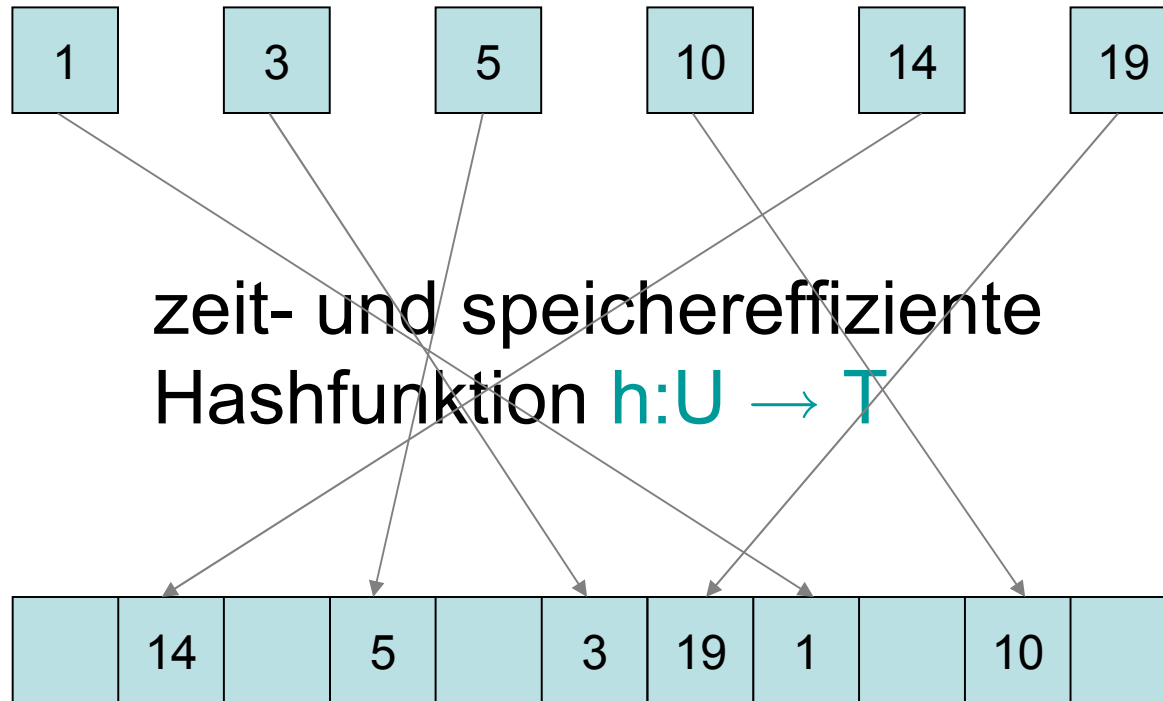 1 3 5 10 14 19
zeit- und speichereffiziente
Hashfunktion h:U → T
14 5 3 19 1 10